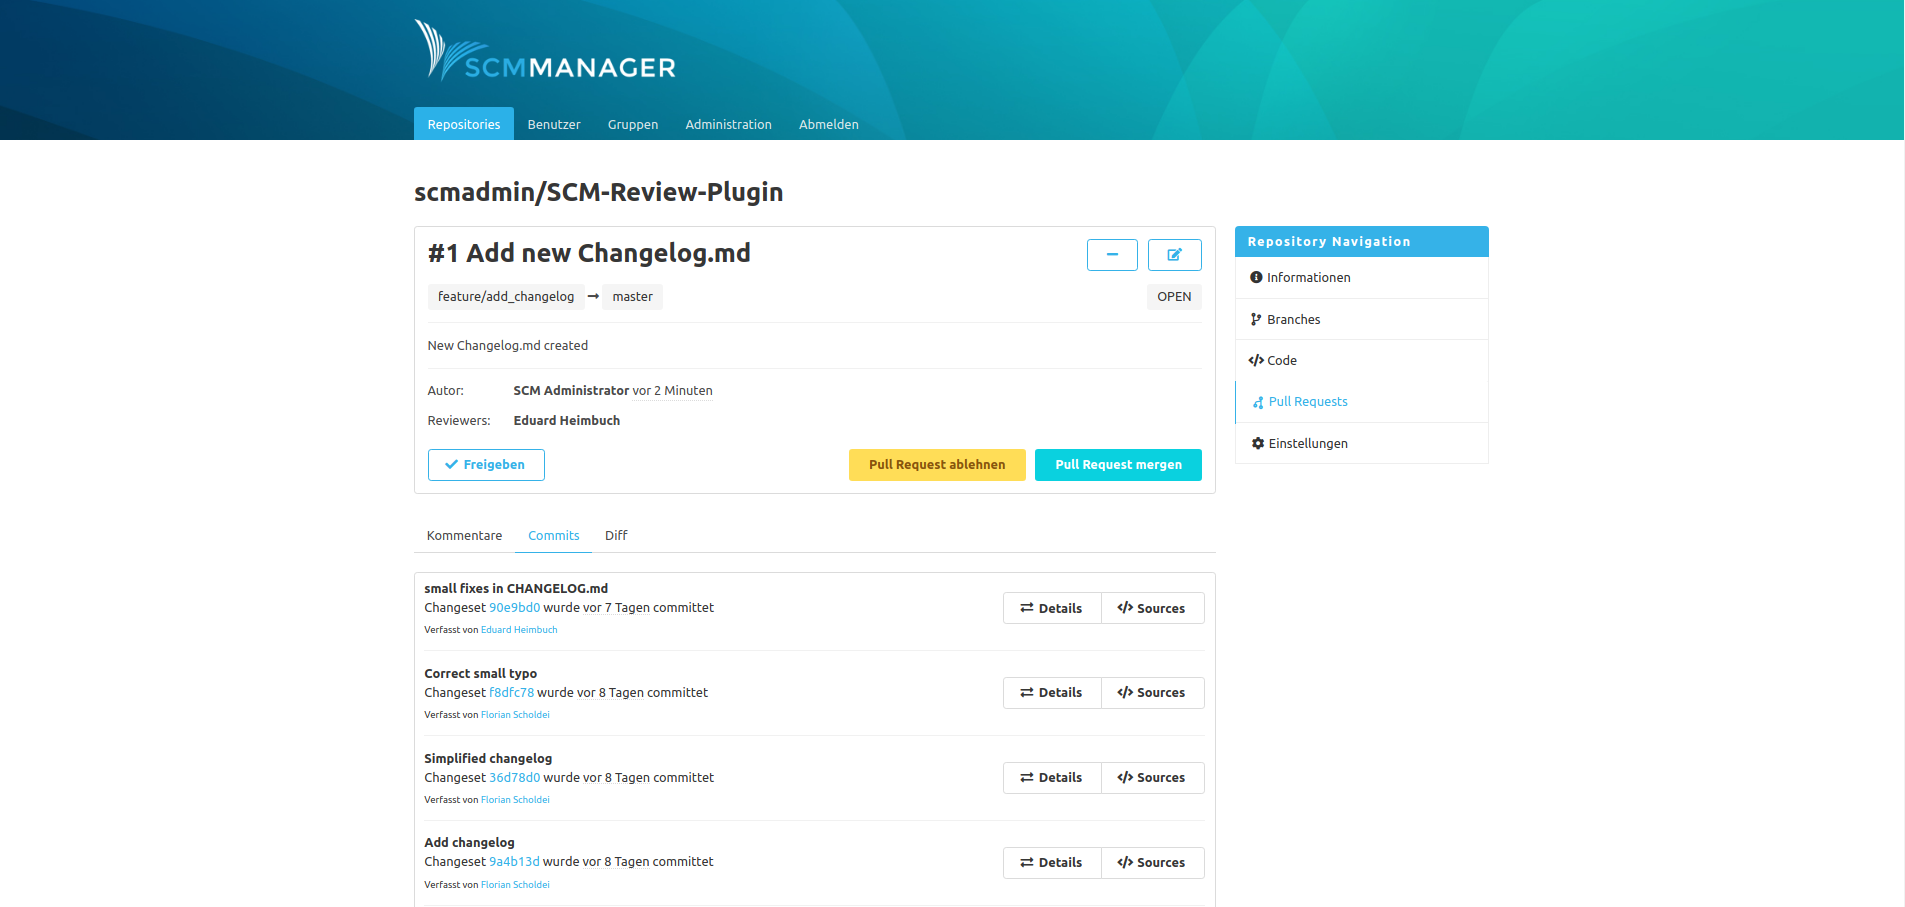 SCMMANAGER
Repositories Benutzer Gruppen Administration Abmelden
scmadmin/SCM-Review-Plugin
#1 Add new Changelog.md
feature/add_changelog → master OPEN
New Changelog.md created
Autor: SCM Administrator vor 2 Minuten
Reviewers: Eduard Heimbuch
Freigeben Pull Request ablehnen Pull Request mergen
Repository Navigation
Informationen
Branches
Code
Pull Requests
Einstellungen
Kommentare Commits Diff
small fixes in CHANGELOG.md
Changeset 90e9bd0 wurde vor 7 Tagen committet
Verfasst von Eduard Heimbuch
Details Sources
Correct small typo
Changeset f8dfc78 wurde vor 8 Tagen committet
Verfasst von Florian Scholdei
Details Sources
Simplified changelog
Changeset 36d78d0 wurde vor 8 Tagen committet
Verfasst von Florian Scholdei
Details Sources
Add changelog
Changeset 9a4b13d wurde vor 8 Tagen committet
Verfasst von Florian Scholdei
Details Sources